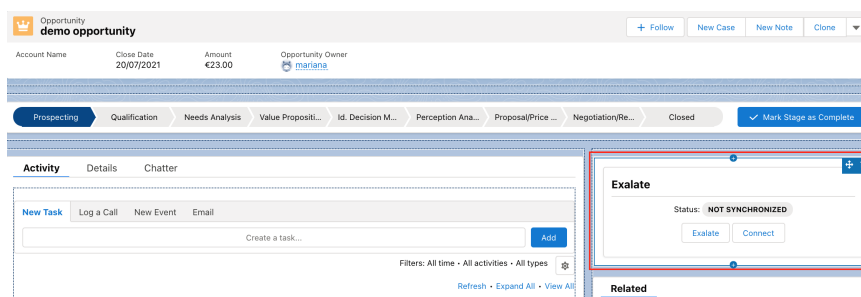 Opportunity
demo opportunity
+ Follow New Case New Note Clone
Account Name Close Date Amount Opportunity Owner
20/07/2021 €23.00 mariana
Prospecting Qualification Needs Analysis Value Propositi... Id. Decision M... Perception Ana... Proposal/Price ... Negotiation/Re... Closed Mark Stage as Complete
Activity Details Chatter
New Task Log a Call New Event Email
Create a task... Add
Filters: All time • All activities • All types
Refresh • Expand All • View All
Exalate
Status: NOT SYNCHRONIZED
Exalate Connect
Related